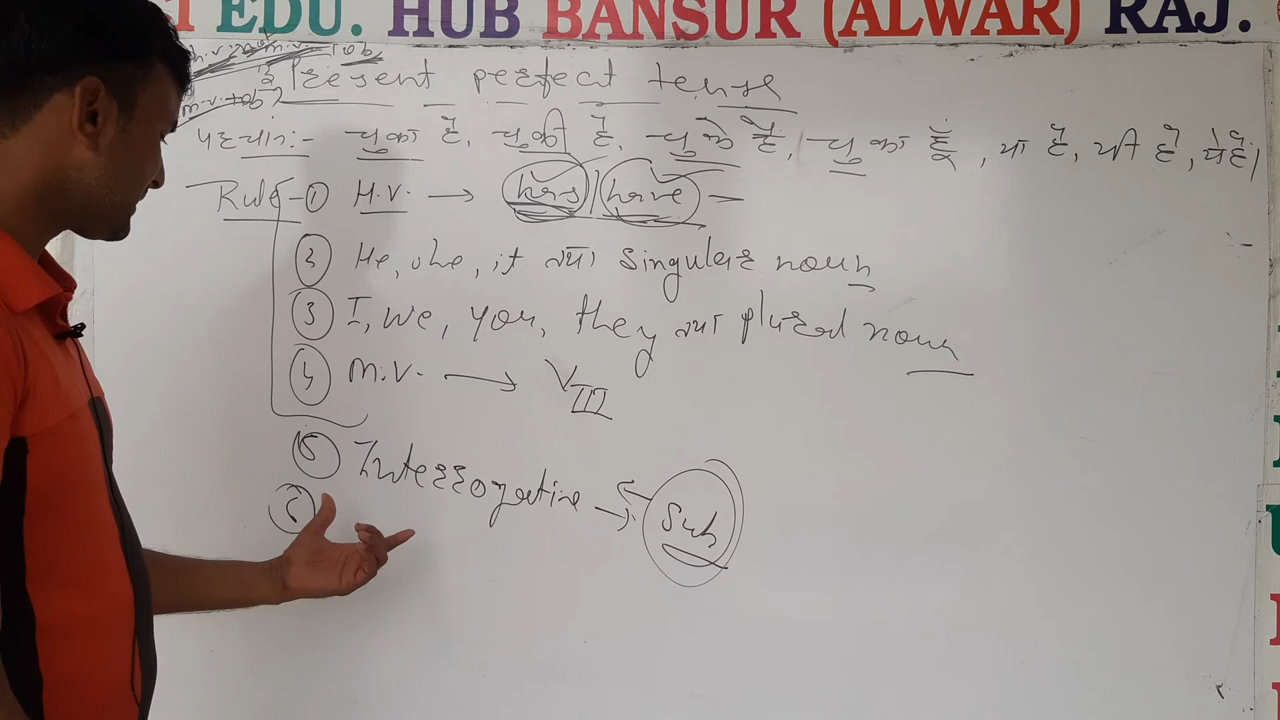 EDU. HUB BANSUR (ALWAR) RAJ.
Present perfect tense
पहचान:- चुका है, चुकी है, चुके हैं, चुका हूँ, या है, यी है, ये हैं।
Rule-① H.V. → has/have -
② He, she, it तथा singular noun
③ I, we, you, they तथा plural noun
④ M.V. → VIII
⑤ Interrogative → Sub
⑥